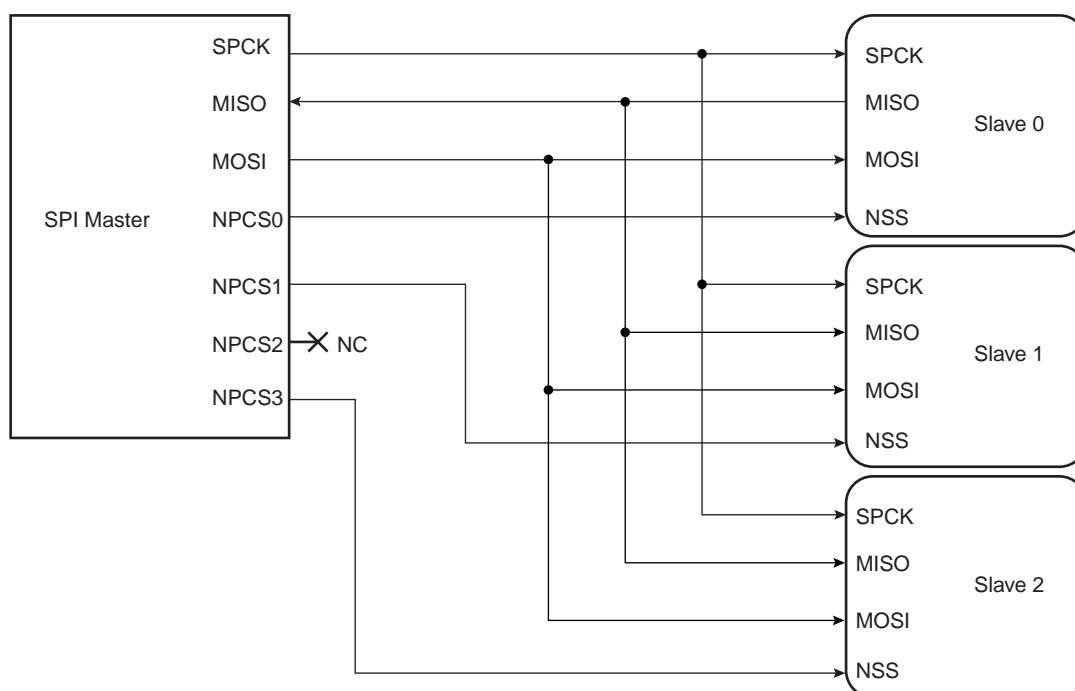 SPI Master
SPCK
MISO
MOSI
NPCS0
NPCS1
NPCS2
NC
NPCS3
SPCK
MISO
Slave 0
MOSI
NSS
SPCK
MISO
Slave 1
MOSI
NSS
SPCK
MISO
Slave 2
MOSI
NSS